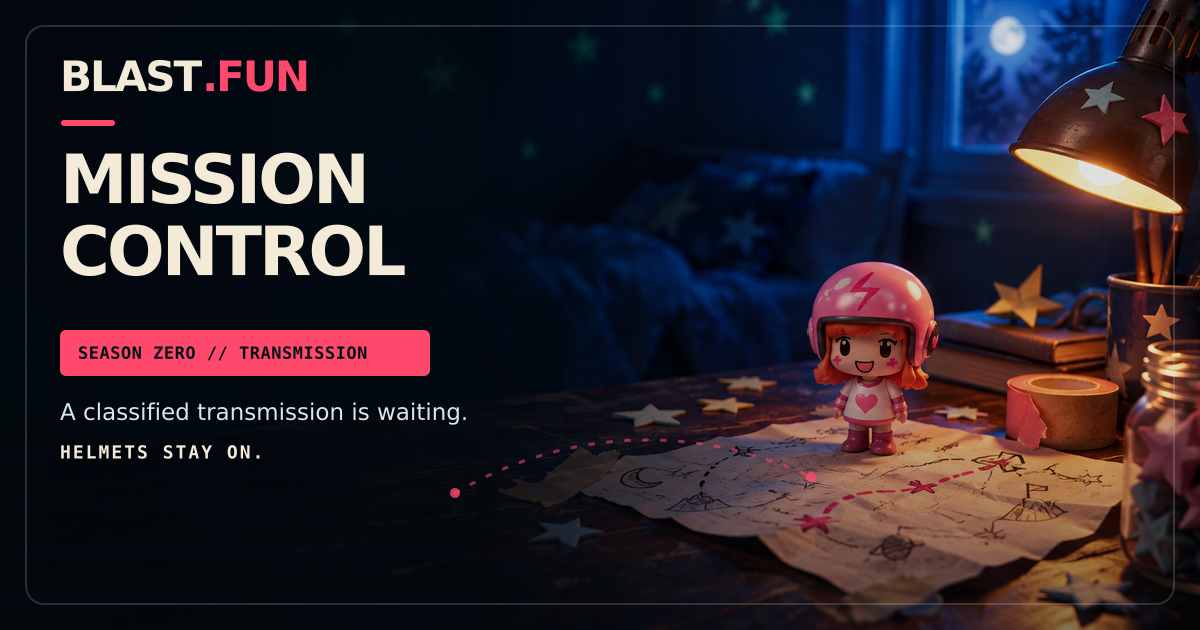 BLAST.FUN
MISSION
CONTROL
SEASON ZERO // TRANSMISSION
A classified transmission is waiting.
HELMETS STAY ON.